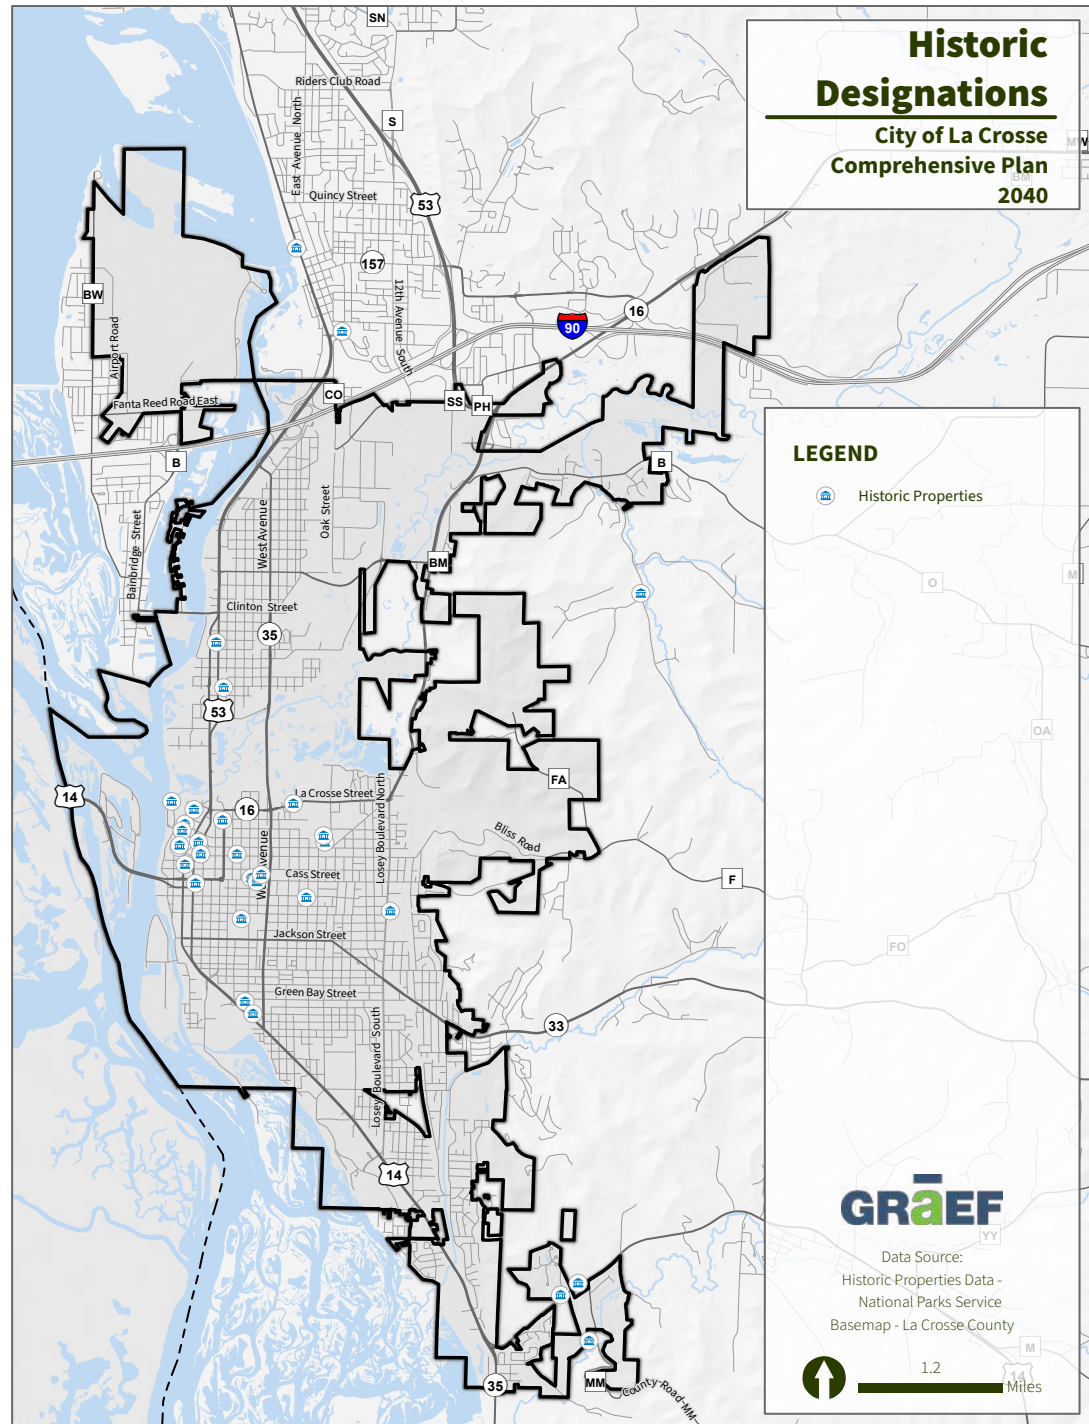 Historic
Designations
City of La Crosse
Comprehensive Plan
2040
SN
Riders Club Road
S
East Avenue North
Quincy Street
53
MW
BM
157
BW
12th Avenue South
16
90
Airport Road
CO
SS
PH
Fanta Reed Road East
B
B
LEGEND
Historic Properties
West Avenue
Oak Street
Bainbridge Street
BM
O
M
Clinton Street
35
53
OA
FA
14
La Crosse Street
16
Losey Boulevard North
Bliss Road
Avenue
Cass Street
F
Jackson Street
FO
Green Bay Street
33
Losey Boulevard South
14
GRāEF
YY
Data Source:
Historic Properties Data -
National Parks Service
Basemap - La Crosse County
M
1.2
14
Miles
35
MM
County Road MM